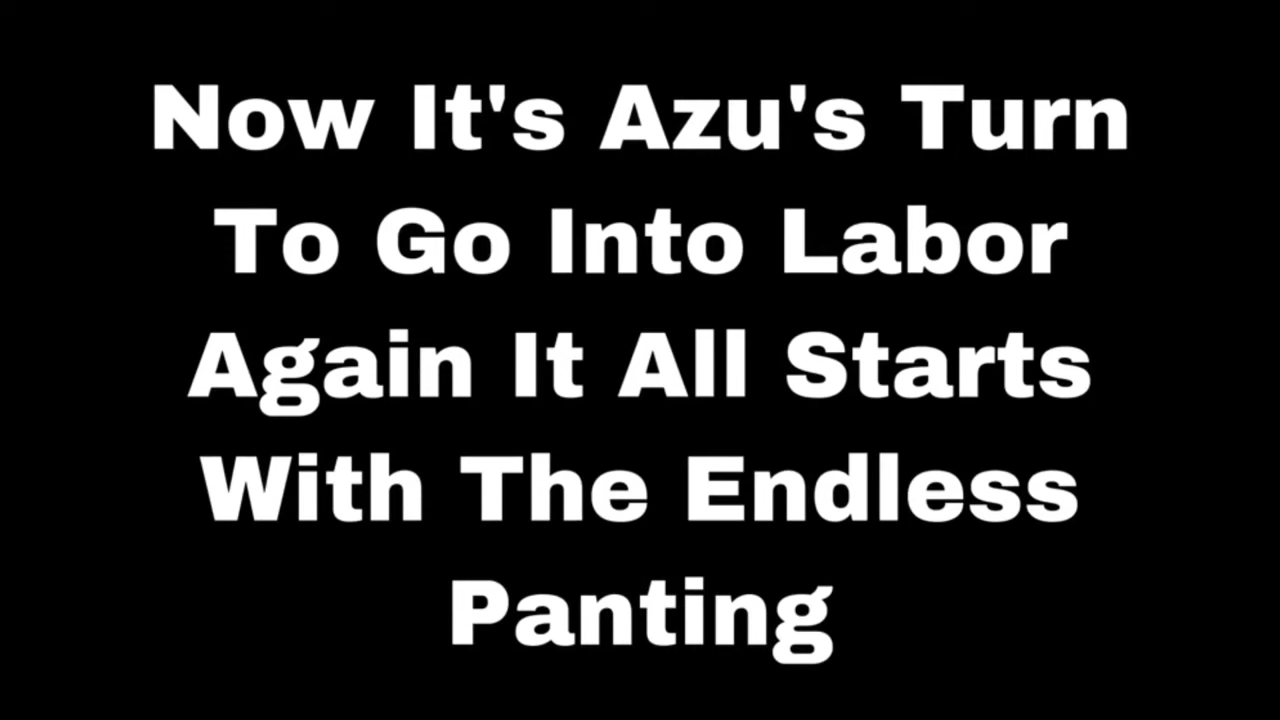 Now It's Azu's Turn
To Go Into Labor
Again It All Starts
With The Endless
Panting